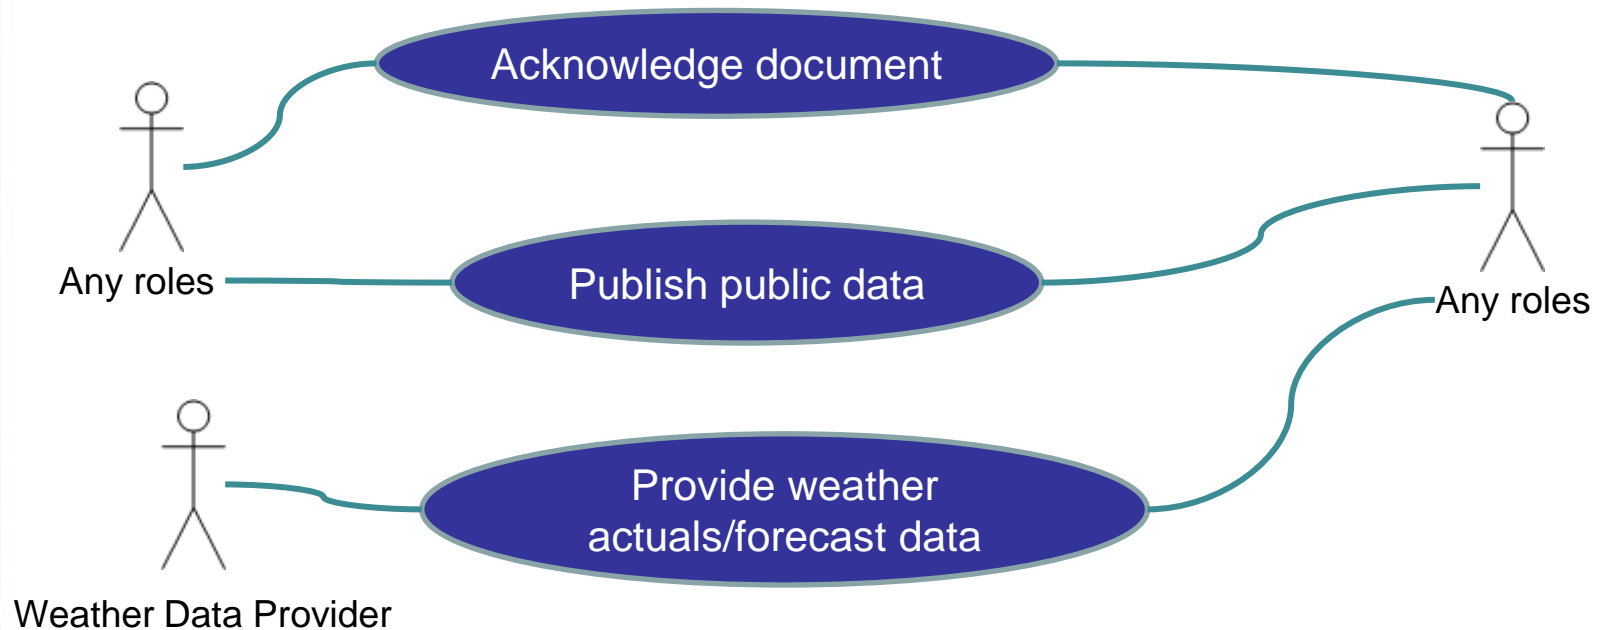 Acknowledge document
Any roles
Publish public data
Any roles
Provide weather
actuals/forecast data
Weather Data Provider